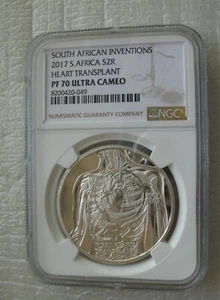 SOUTH AFRICAN INVENTIONS
2017 S.AFRICA S2R
HEART TRANSPLANT
PF 70 ULTRA CAMEO
8200420-049
NGC
NUMISMATIC GUARANTY COMPANY